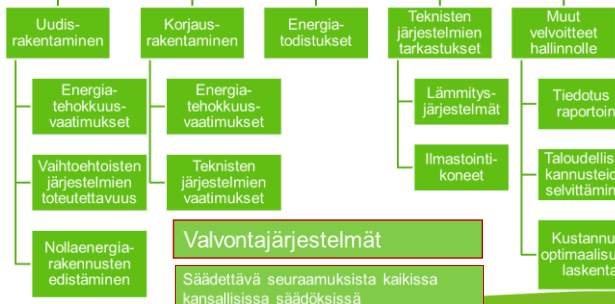 Uudis-
rakentaminen
Korjaus-
rakentaminen
Energia-
todistukset
Teknisten
järjestelmien
tarkastukset
Muut
velvoitteet
hallinnolle
Energia-
tehokkuus-
vaatimukset
Vaihtoehtoisten
järjestelmien
toteutettavuus
Nollaenergia-
rakennusten
edistäminen
Energia-
tehokkuus-
vaatimukset
Teknisten
järjestelmien
vaatimukset
Lämmitys-
järjestelmät
Ilmastointi-
koneet
Tiedotus
raportoin
Taloudellis
kannusteid
selvittämin
Kustannu
optimaalisu
laskenta
Valvontajärjestelmät
Säädettävä seuraamuksista kaikissa
kansallisissa säädöksissä